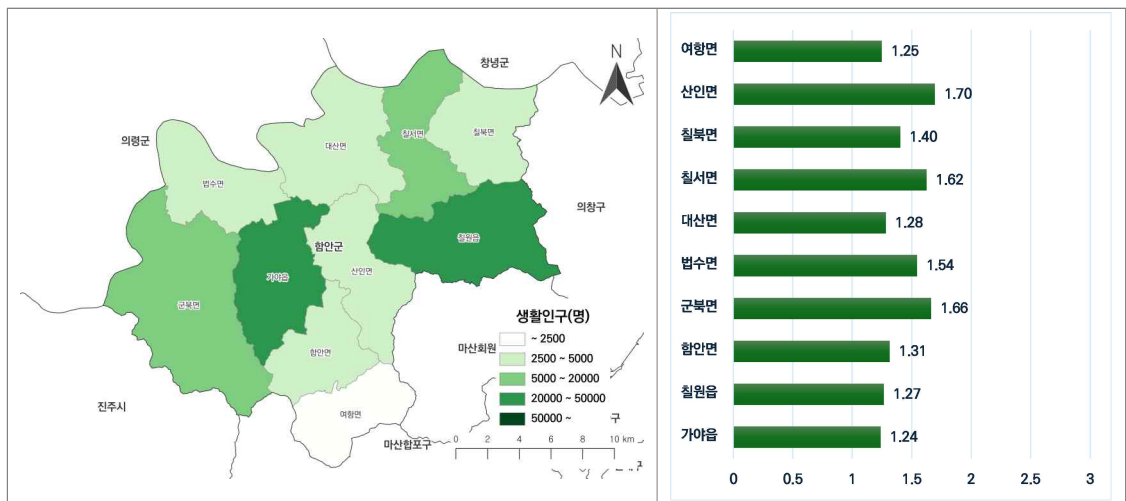 N
창녕군
의령군
칠서면
칠북면
대산면
법수면
의창구
칠원읍
함안군
산인면
가야읍
군북면
생활인구(명)
~ 2500
마산회원
2500 ~ 5000
함안면
5000 ~ 20000
20000 ~ 50000
진주시
여항면
50000 ~
구
마산합포구
0 2 4 6 8 10 km
구
여항면 1.25
산인면 1.70
칠북면 1.40
칠서면 1.62
대산면 1.28
법수면 1.54
군북면 1.66
함안면 1.31
칠원읍 1.27
가야읍 1.24
0 0.5 1 1.5 2 2.5 3